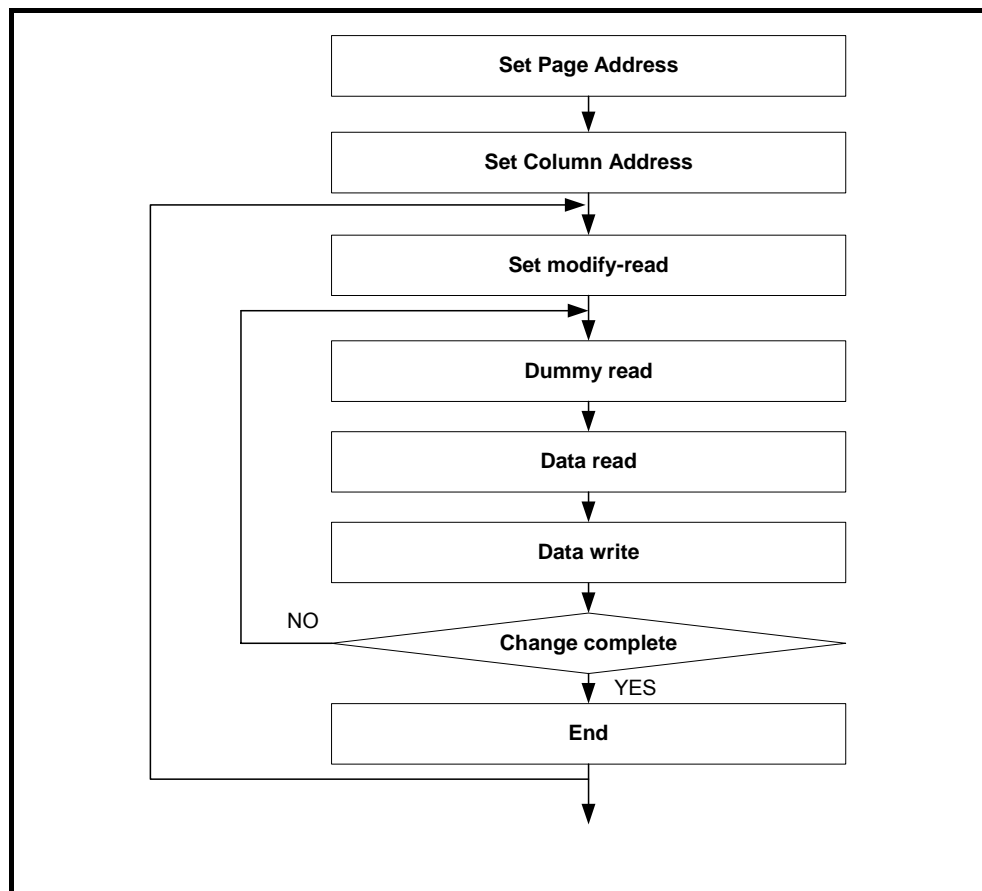 Set Page Address
Set Column Address
Set modify-read
Dummy read
Data read
Data write
NO
Change complete
YES
End